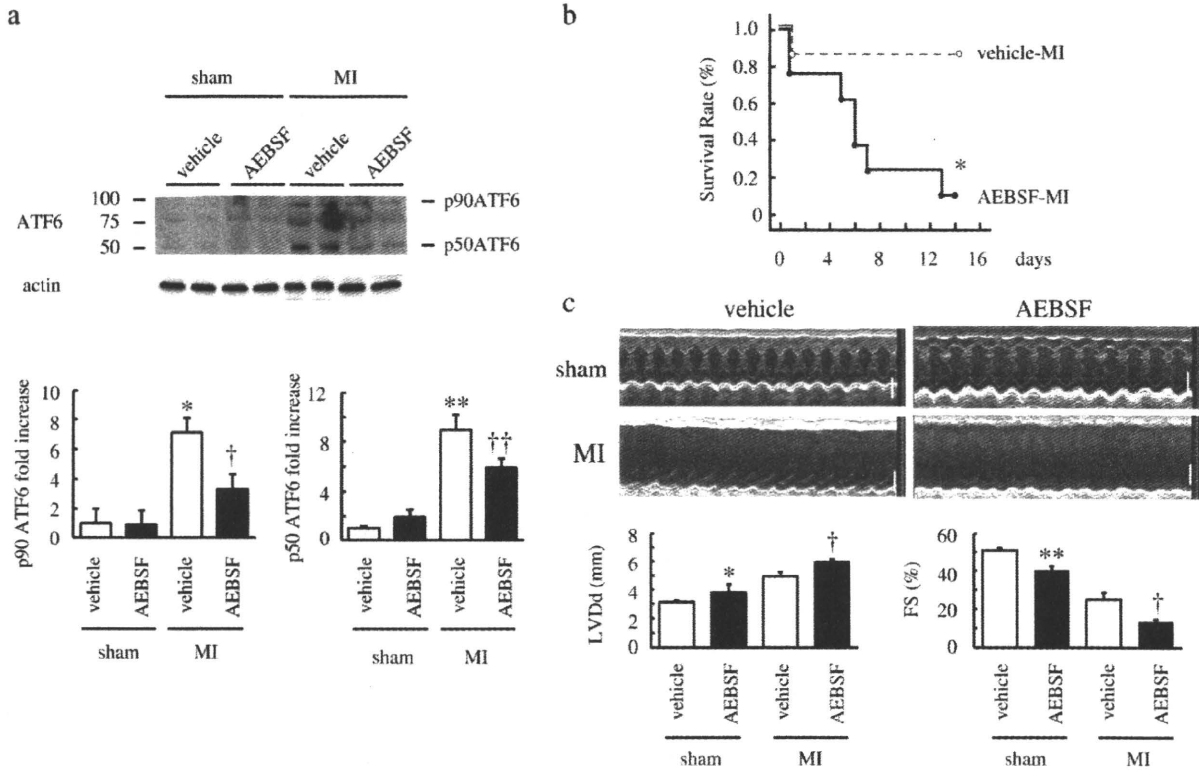 a
sham MI
vehicle AEBSF vehicle AEBSF
ATF6
100
75
50
p90ATF6
p50ATF6
actin
p90 ATF6 fold increase
10
8
6
4
2
0
*
†
vehicle AEBSF vehicle AEBSF
sham MI
p50 ATF6 fold increase
12
8
4
0
**
††
vehicle AEBSF vehicle AEBSF
sham MI
b
Survival Rate (%)
1.0
0.8
0.6
0.4
0.2
0
vehicle-MI
*
AEBSF-MI
0 4 8 12 16 days
c
vehicle AEBSF
sham
MI
LVDd (mm)
8
6
4
2
0
*
†
vehicle AEBSF vehicle AEBSF
sham MI
FS (%)
60
40
20
0
**
†
vehicle AEBSF vehicle AEBSF
sham MI